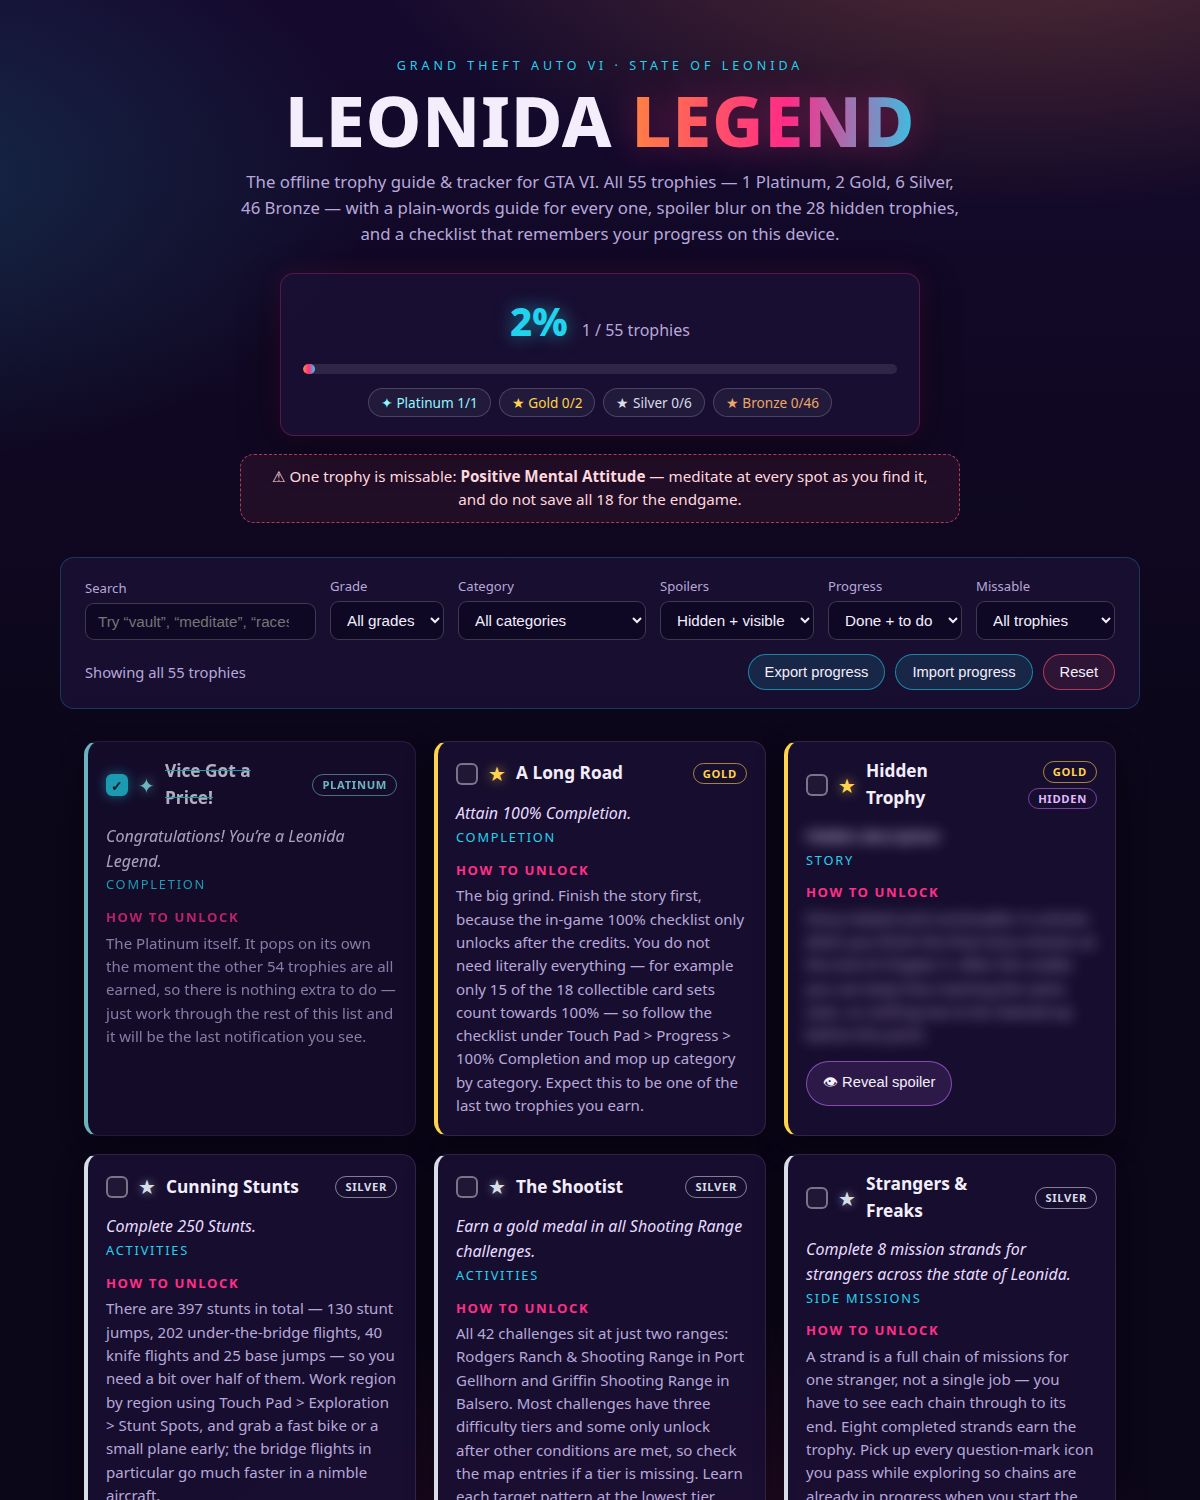 GRAND THEFT AUTO VI · STATE OF LEONIDA
LEONIDA LEGEND
The offline trophy guide & tracker for GTA VI. All 55 trophies — 1 Platinum, 2 Gold, 6 Silver,
46 Bronze — with a plain-words guide for every one, spoiler blur on the 28 hidden trophies,
and a checklist that remembers your progress on this device.
2% 1 / 55 trophies
✦ Platinum 1/1 ★ Gold 0/2 ★ Silver 0/6 ★ Bronze 0/46
⚠ One trophy is missable: Positive Mental Attitude — meditate at every spot as you find it,
and do not save all 18 for the endgame.
Search Grade Category Spoilers Progress Missable
Try “vault”, “meditate”, “races All grades All categories Hidden + visible Done + to do All trophies
Showing all 55 trophies Export progress Import progress Reset
✓ ✦ Vice Got a
Price!
PLATINUM
Congratulations! You’re a Leonida
Legend.
COMPLETION
HOW TO UNLOCK
The Platinum itself. It pops on its own
the moment the other 54 trophies are all
earned, so there is nothing extra to do —
just work through the rest of this list and
it will be the last notification you see.
★ A Long Road GOLD
Attain 100% Completion.
COMPLETION
HOW TO UNLOCK
The big grind. Finish the story first,
because the in-game 100% checklist only
unlocks after the credits. You do not
need literally everything — for example
only 15 of the 18 collectible card sets
count towards 100% — so follow the
checklist under Touch Pad > Progress >
100% Completion and mop up category
by category. Expect this to be one of the
last two trophies you earn.
★ Hidden
Trophy
GOLD
HIDDEN
STORY
HOW TO UNLOCK
👁 Reveal spoiler
★ Cunning Stunts SILVER
Complete 250 Stunts.
ACTIVITIES
HOW TO UNLOCK
There are 397 stunts in total — 130 stunt
jumps, 202 under-the-bridge flights, 40
knife flights and 25 base jumps — so you
need a bit over half of them. Work region
by region using Touch Pad > Exploration
> Stunt Spots, and grab a fast bike or a
small plane early; the bridge flights in
particular go much faster in a nimble
aircraft.
★ The Shootist SILVER
Earn a gold medal in all Shooting Range
challenges.
ACTIVITIES
HOW TO UNLOCK
All 42 challenges sit at just two ranges:
Rodgers Ranch & Shooting Range in Port
Gellhorn and Griffin Shooting Range in
Balsero. Most challenges have three
difficulty tiers and some only unlock
after other conditions are met, so check
the map entries if a tier is missing. Learn
each target pattern at the lowest tier
★ Strangers &
Freaks
SILVER
Complete 8 mission strands for
strangers across the state of Leonida.
SIDE MISSIONS
HOW TO UNLOCK
A strand is a full chain of missions for
one stranger, not a single job — you
have to see each chain through to its
end. Eight completed strands earn the
trophy. Pick up every question-mark icon
you pass while exploring so chains are
already in progress when you start the